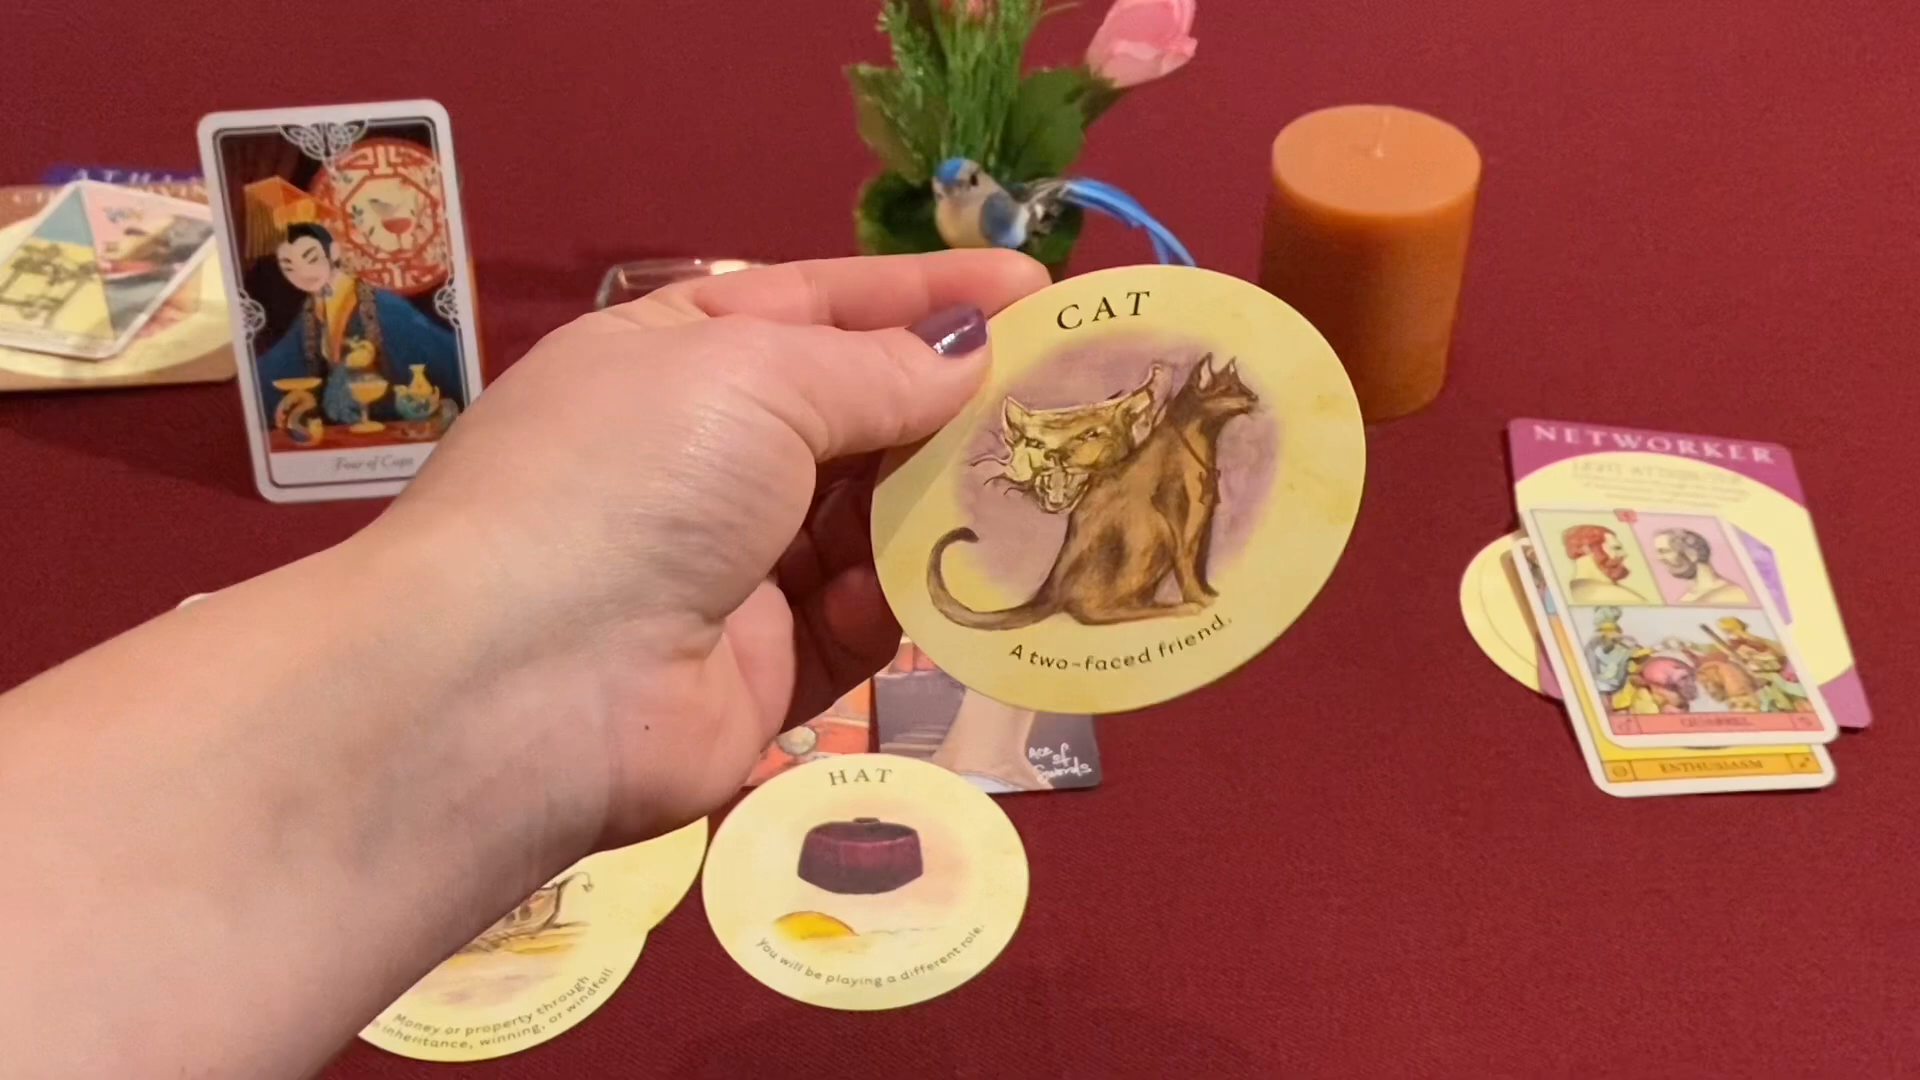 NETWORKER
CAT
A two-faced friend.
Four of Cups
QUARREL
ENTHUSIASM
Ace
of
Swords
HAT
You will be playing a different role.
Money or property through
inheritance, winning, or windfall.